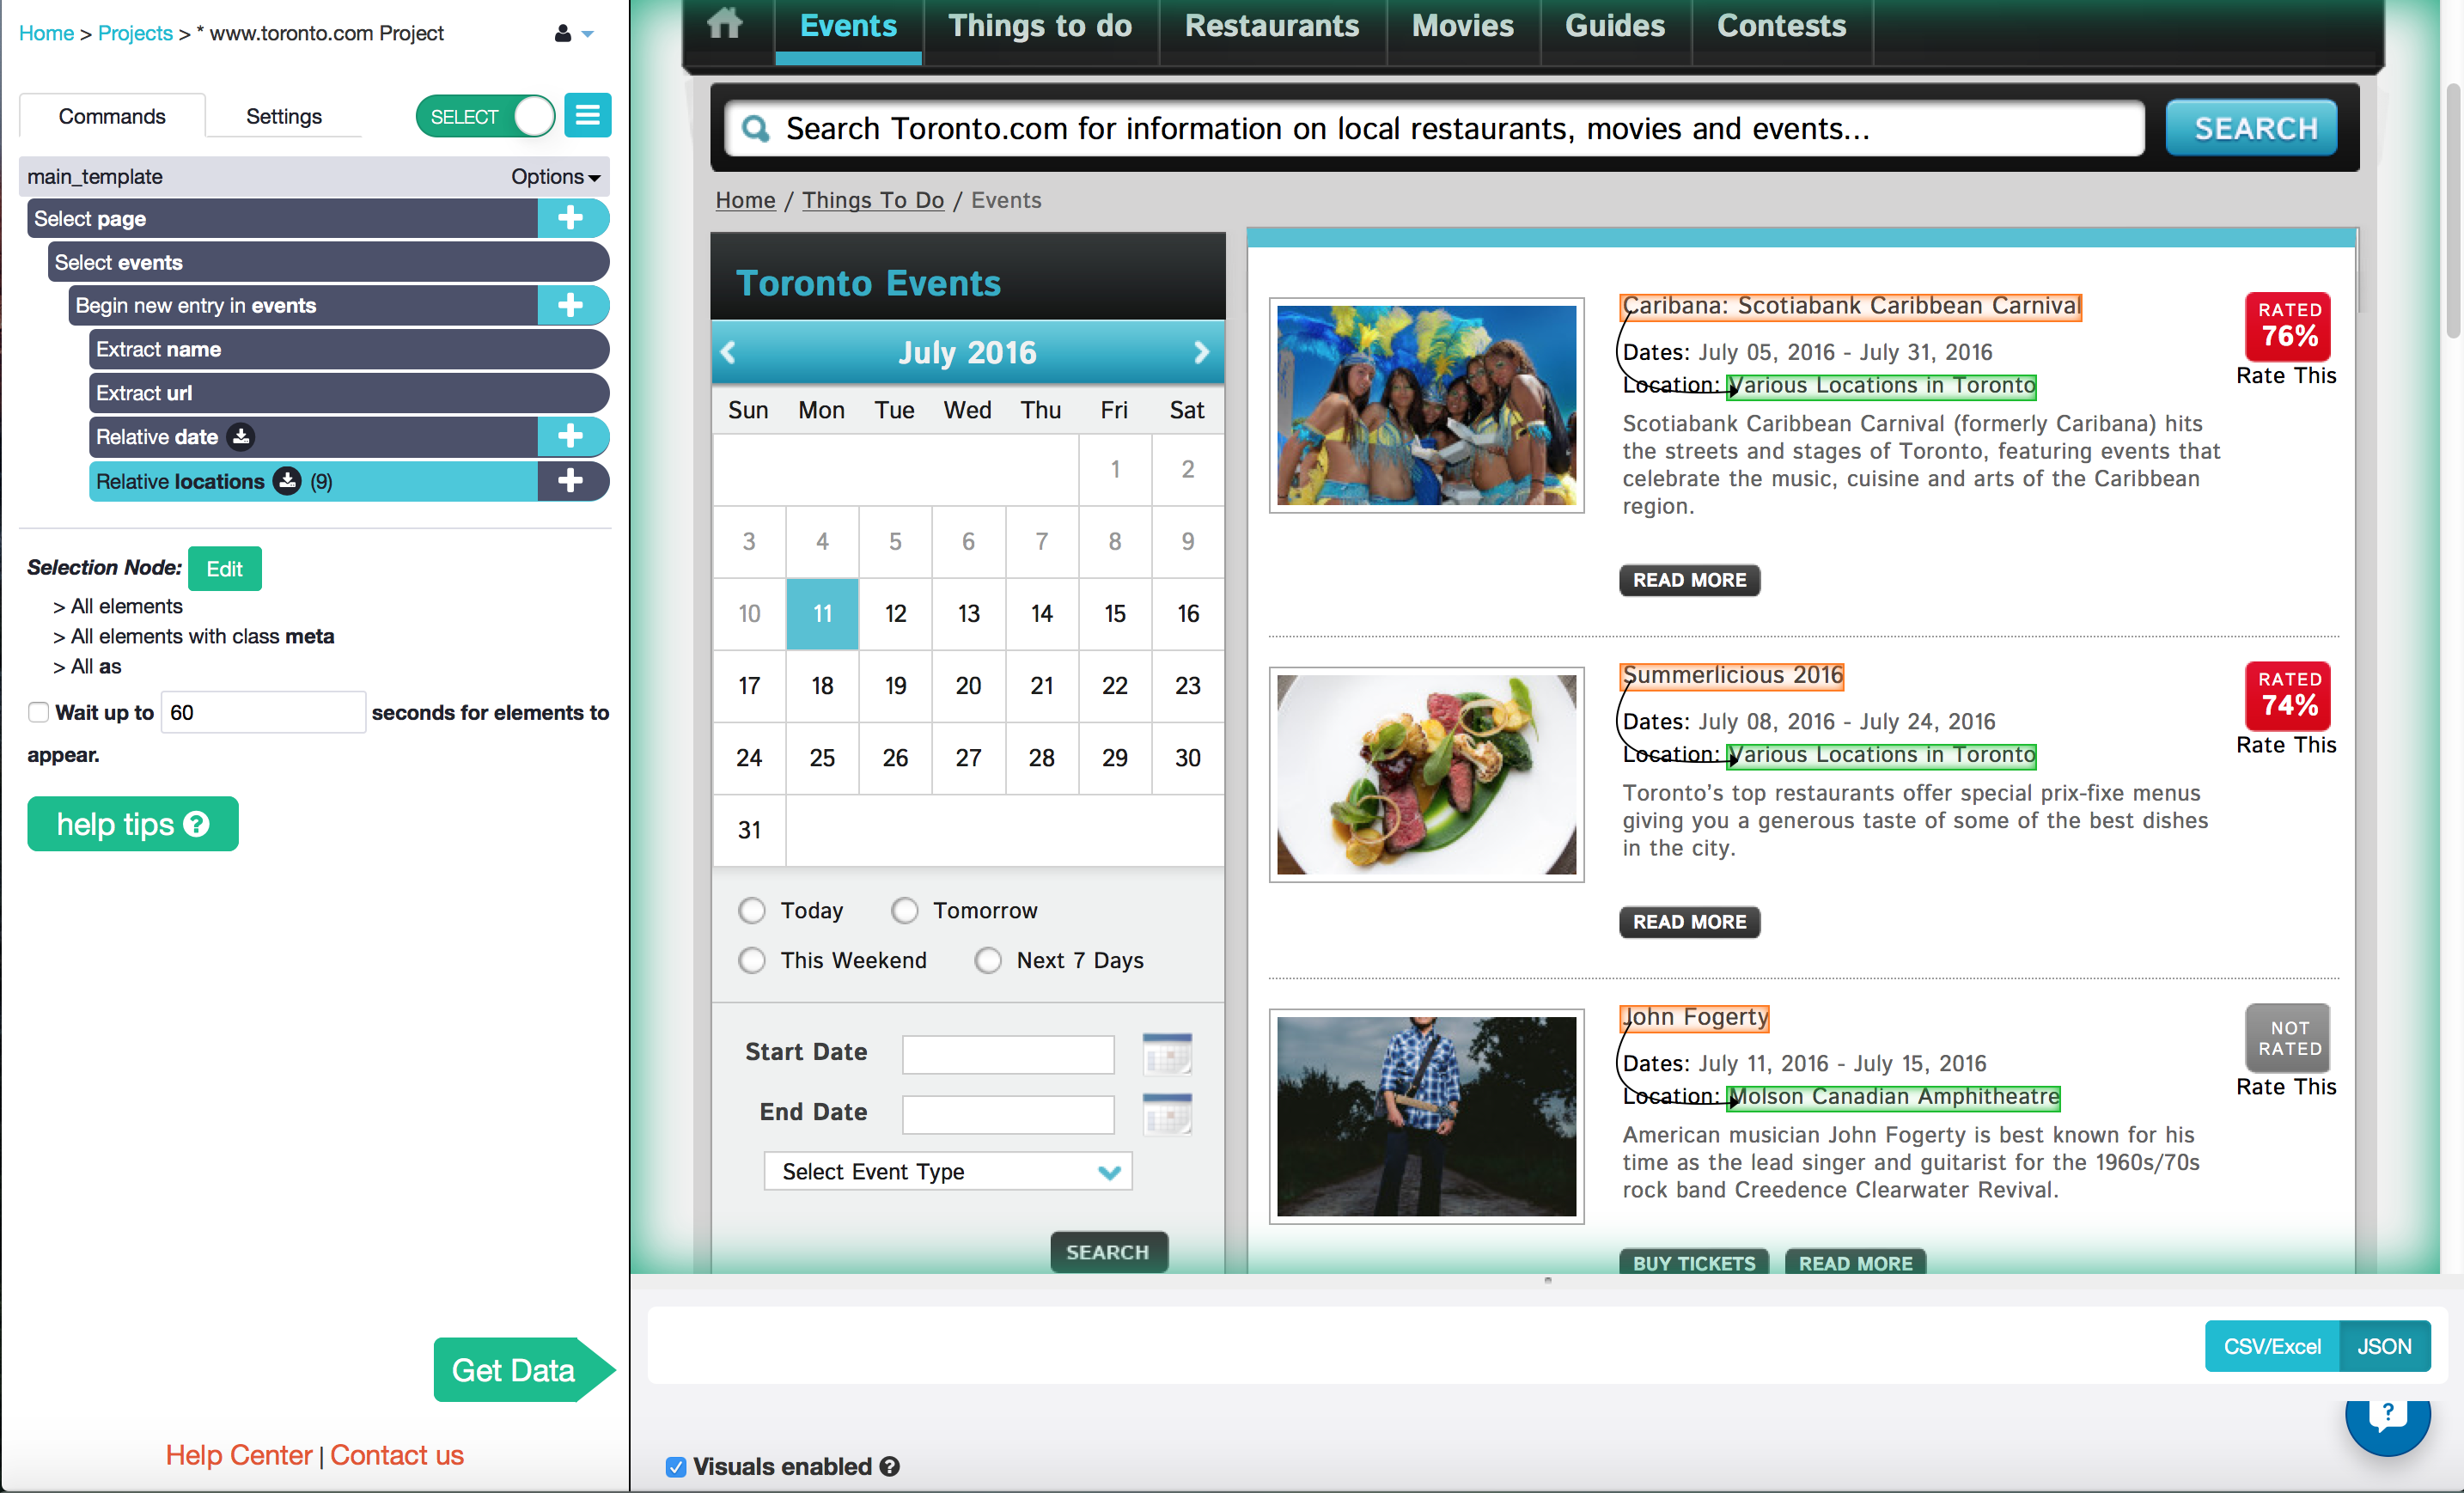 Home > Projects > * www.toronto.com Project
Commands
Settings
SELECT
main_template
Options
Select page
Select events
Begin new entry in events
Extract name
Extract url
Relative date
Relative locations (9)
Selection Node: Edit
> All elements
> All elements with class meta
> All as
Wait up to 60 seconds for elements to
appear.
help tips ?
Get Data
Help Center | Contact us
Events
Things to do
Restaurants
Movies
Guides
Contests
Search Toronto.com for information on local restaurants, movies and events...
SEARCH
Home / Things To Do / Events
Toronto Events
July 2016
Sun Mon Tue Wed Thu Fri Sat
1 2
3 4 5 6 7 8 9
10 11 12 13 14 15 16
17 18 19 20 21 22 23
24 25 26 27 28 29 30
31
Today Tomorrow
This Weekend Next 7 Days
Start Date
End Date
Select Event Type
SEARCH
Caribana: Scotiabank Caribbean Carnival
Dates: July 05, 2016 - July 31, 2016
Location: Various Locations in Toronto
Scotiabank Caribbean Carnival (formerly Caribana) hits
the streets and stages of Toronto, featuring events that
celebrate the music, cuisine and arts of the Caribbean
region.
READ MORE
RATED
76%
Rate This
Summerlicious 2016
Dates: July 08, 2016 - July 24, 2016
Location: Various Locations in Toronto
Toronto's top restaurants offer special prix-fixe menus
giving you a generous taste of some of the best dishes
in the city.
READ MORE
RATED
74%
Rate This
John Fogerty
Dates: July 11, 2016 - July 15, 2016
Location: Molson Canadian Amphitheatre
American musician John Fogerty is best known for his
time as the lead singer and guitarist for the 1960s/70s
rock band Creedence Clearwater Revival.
BUY TICKETS
READ MORE
NOT
RATED
Rate This
CSV/Excel
JSON
?
Visuals enabled ?